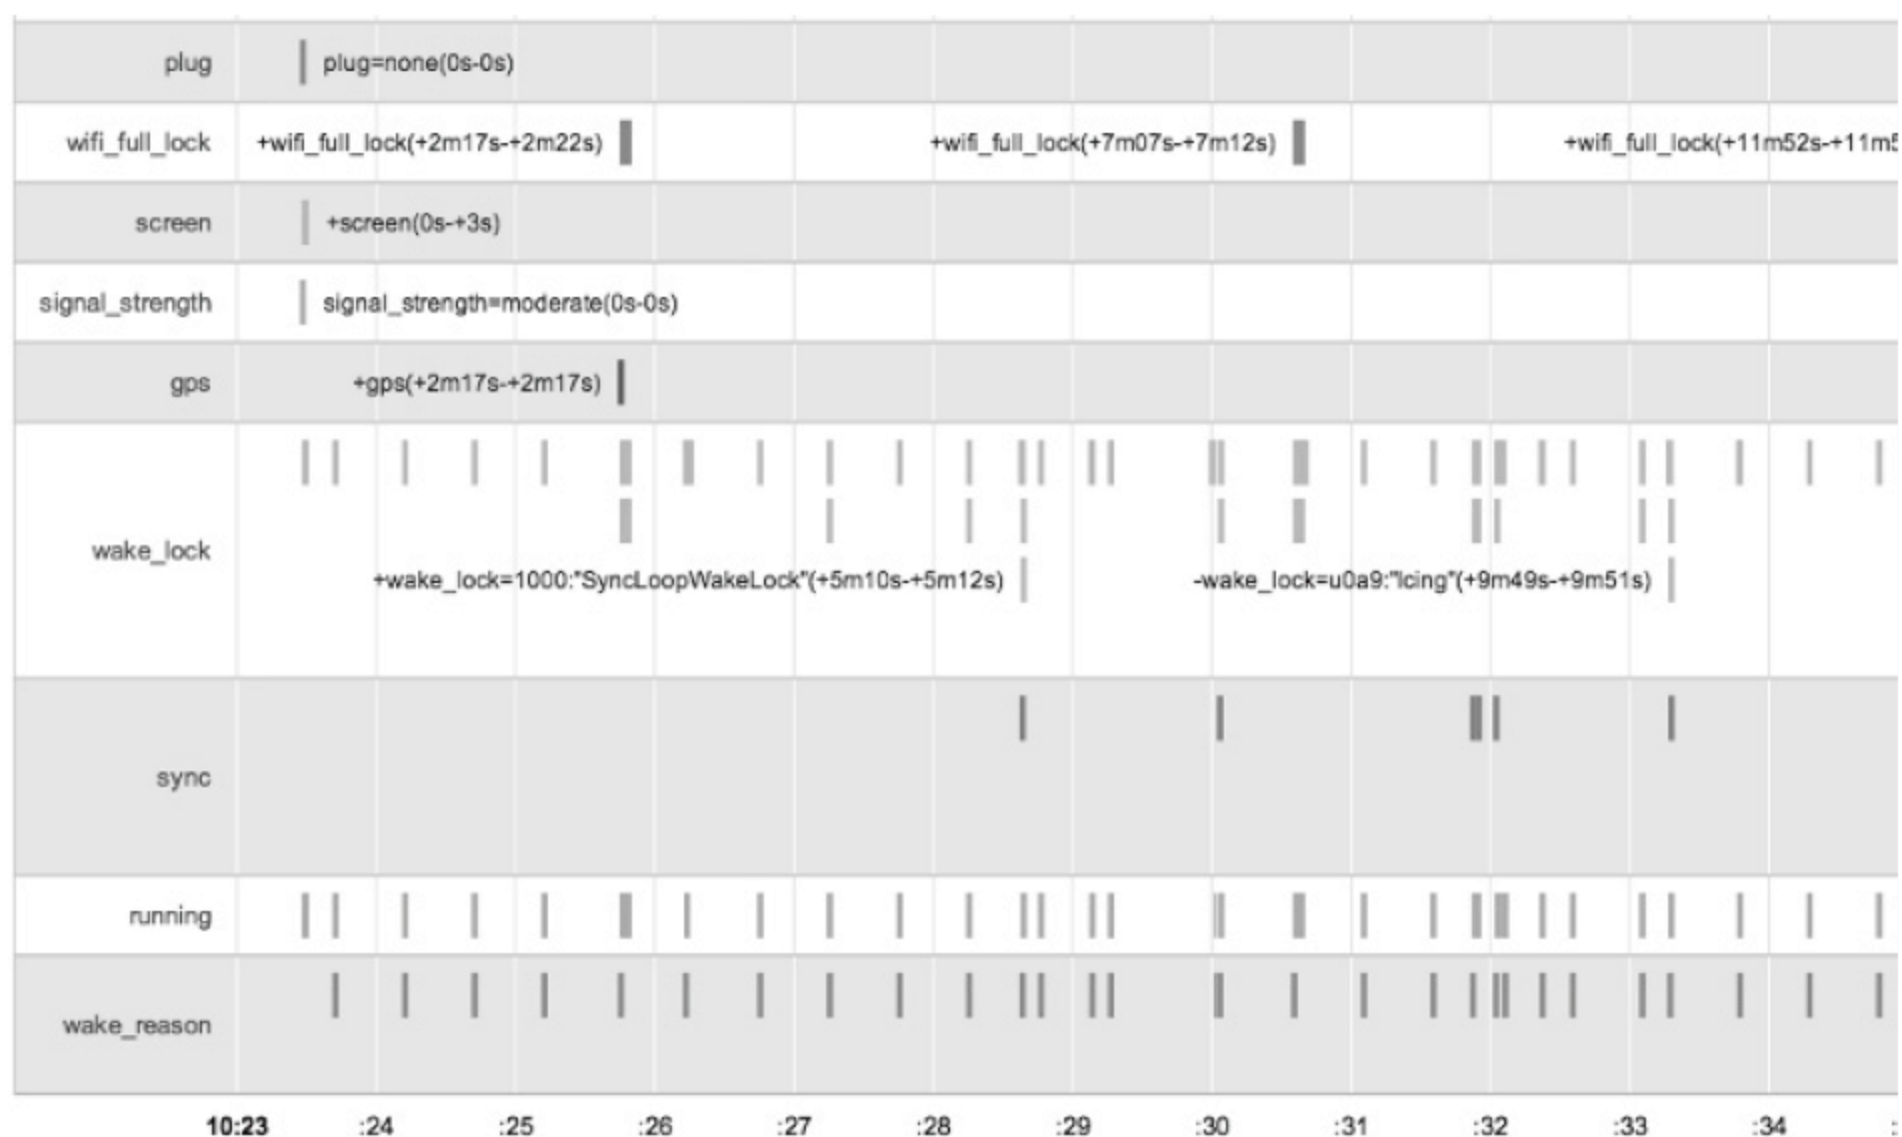 plug plug=none(0s-0s)
wifi_full_lock +wifi_full_lock(+2m17s-+2m22s) +wifi_full_lock(+7m07s-+7m12s) +wifi_full_lock(+11m52s-+11m5
screen +screen(0s-+3s)
signal_strength signal_strength=moderate(0s-0s)
gps +gps(+2m17s-+2m17s)
wake_lock
+wake_lock=1000:"SyncLoopWakeLock"(+5m10s-+5m12s) -wake_lock=u0a9:"Icing"(+9m49s-+9m51s)
sync
running
wake_reason
10:23 :24 :25 :26 :27 :28 :29 :30 :31 :32 :33 :34